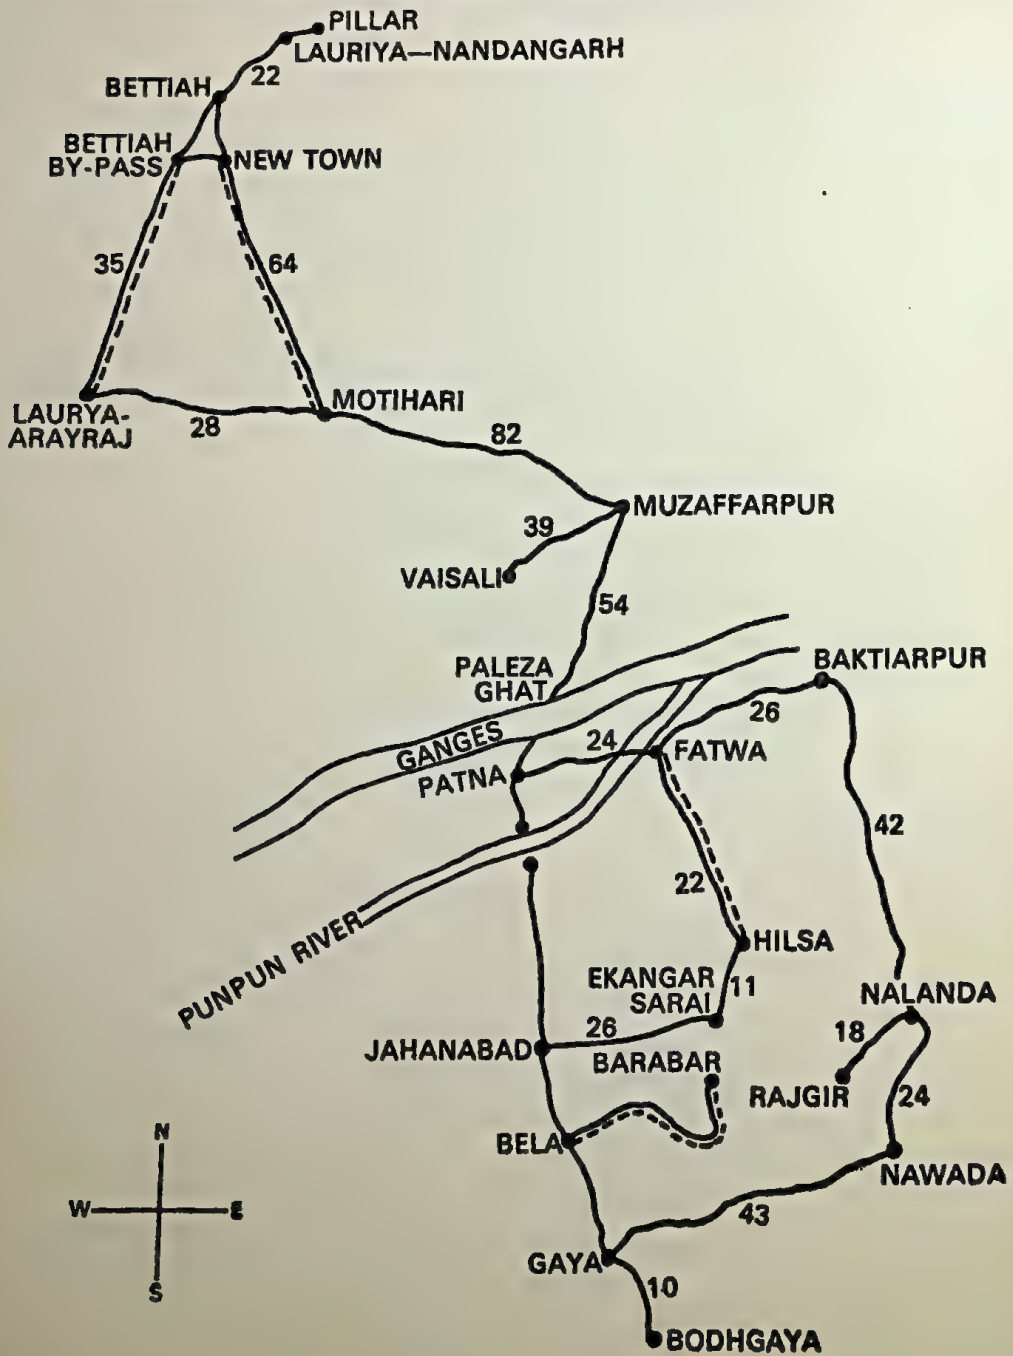 PILLAR
LAURIYA—NANDANGARH
22
BETTIAH
BETTIAH
BY-PASS
NEW TOWN
35
64
LAURYA-
ARAYRAJ
28
MOTIHARI
82
MUZAFFARPUR
39
VAISALI
54
PALEZA
GHAT
BAKTIARPUR
26
GANGES
24
FATWA
PATNA
42
22
PUNPUN RIVER
HILSA
EKANGAR
SARAI
11
NALANDA
26
18
JAHANABAD
BARABAR
RAJGIR
24
BELA
NAWADA
43
GAYA
10
BODHGAYA
N
W
E
S